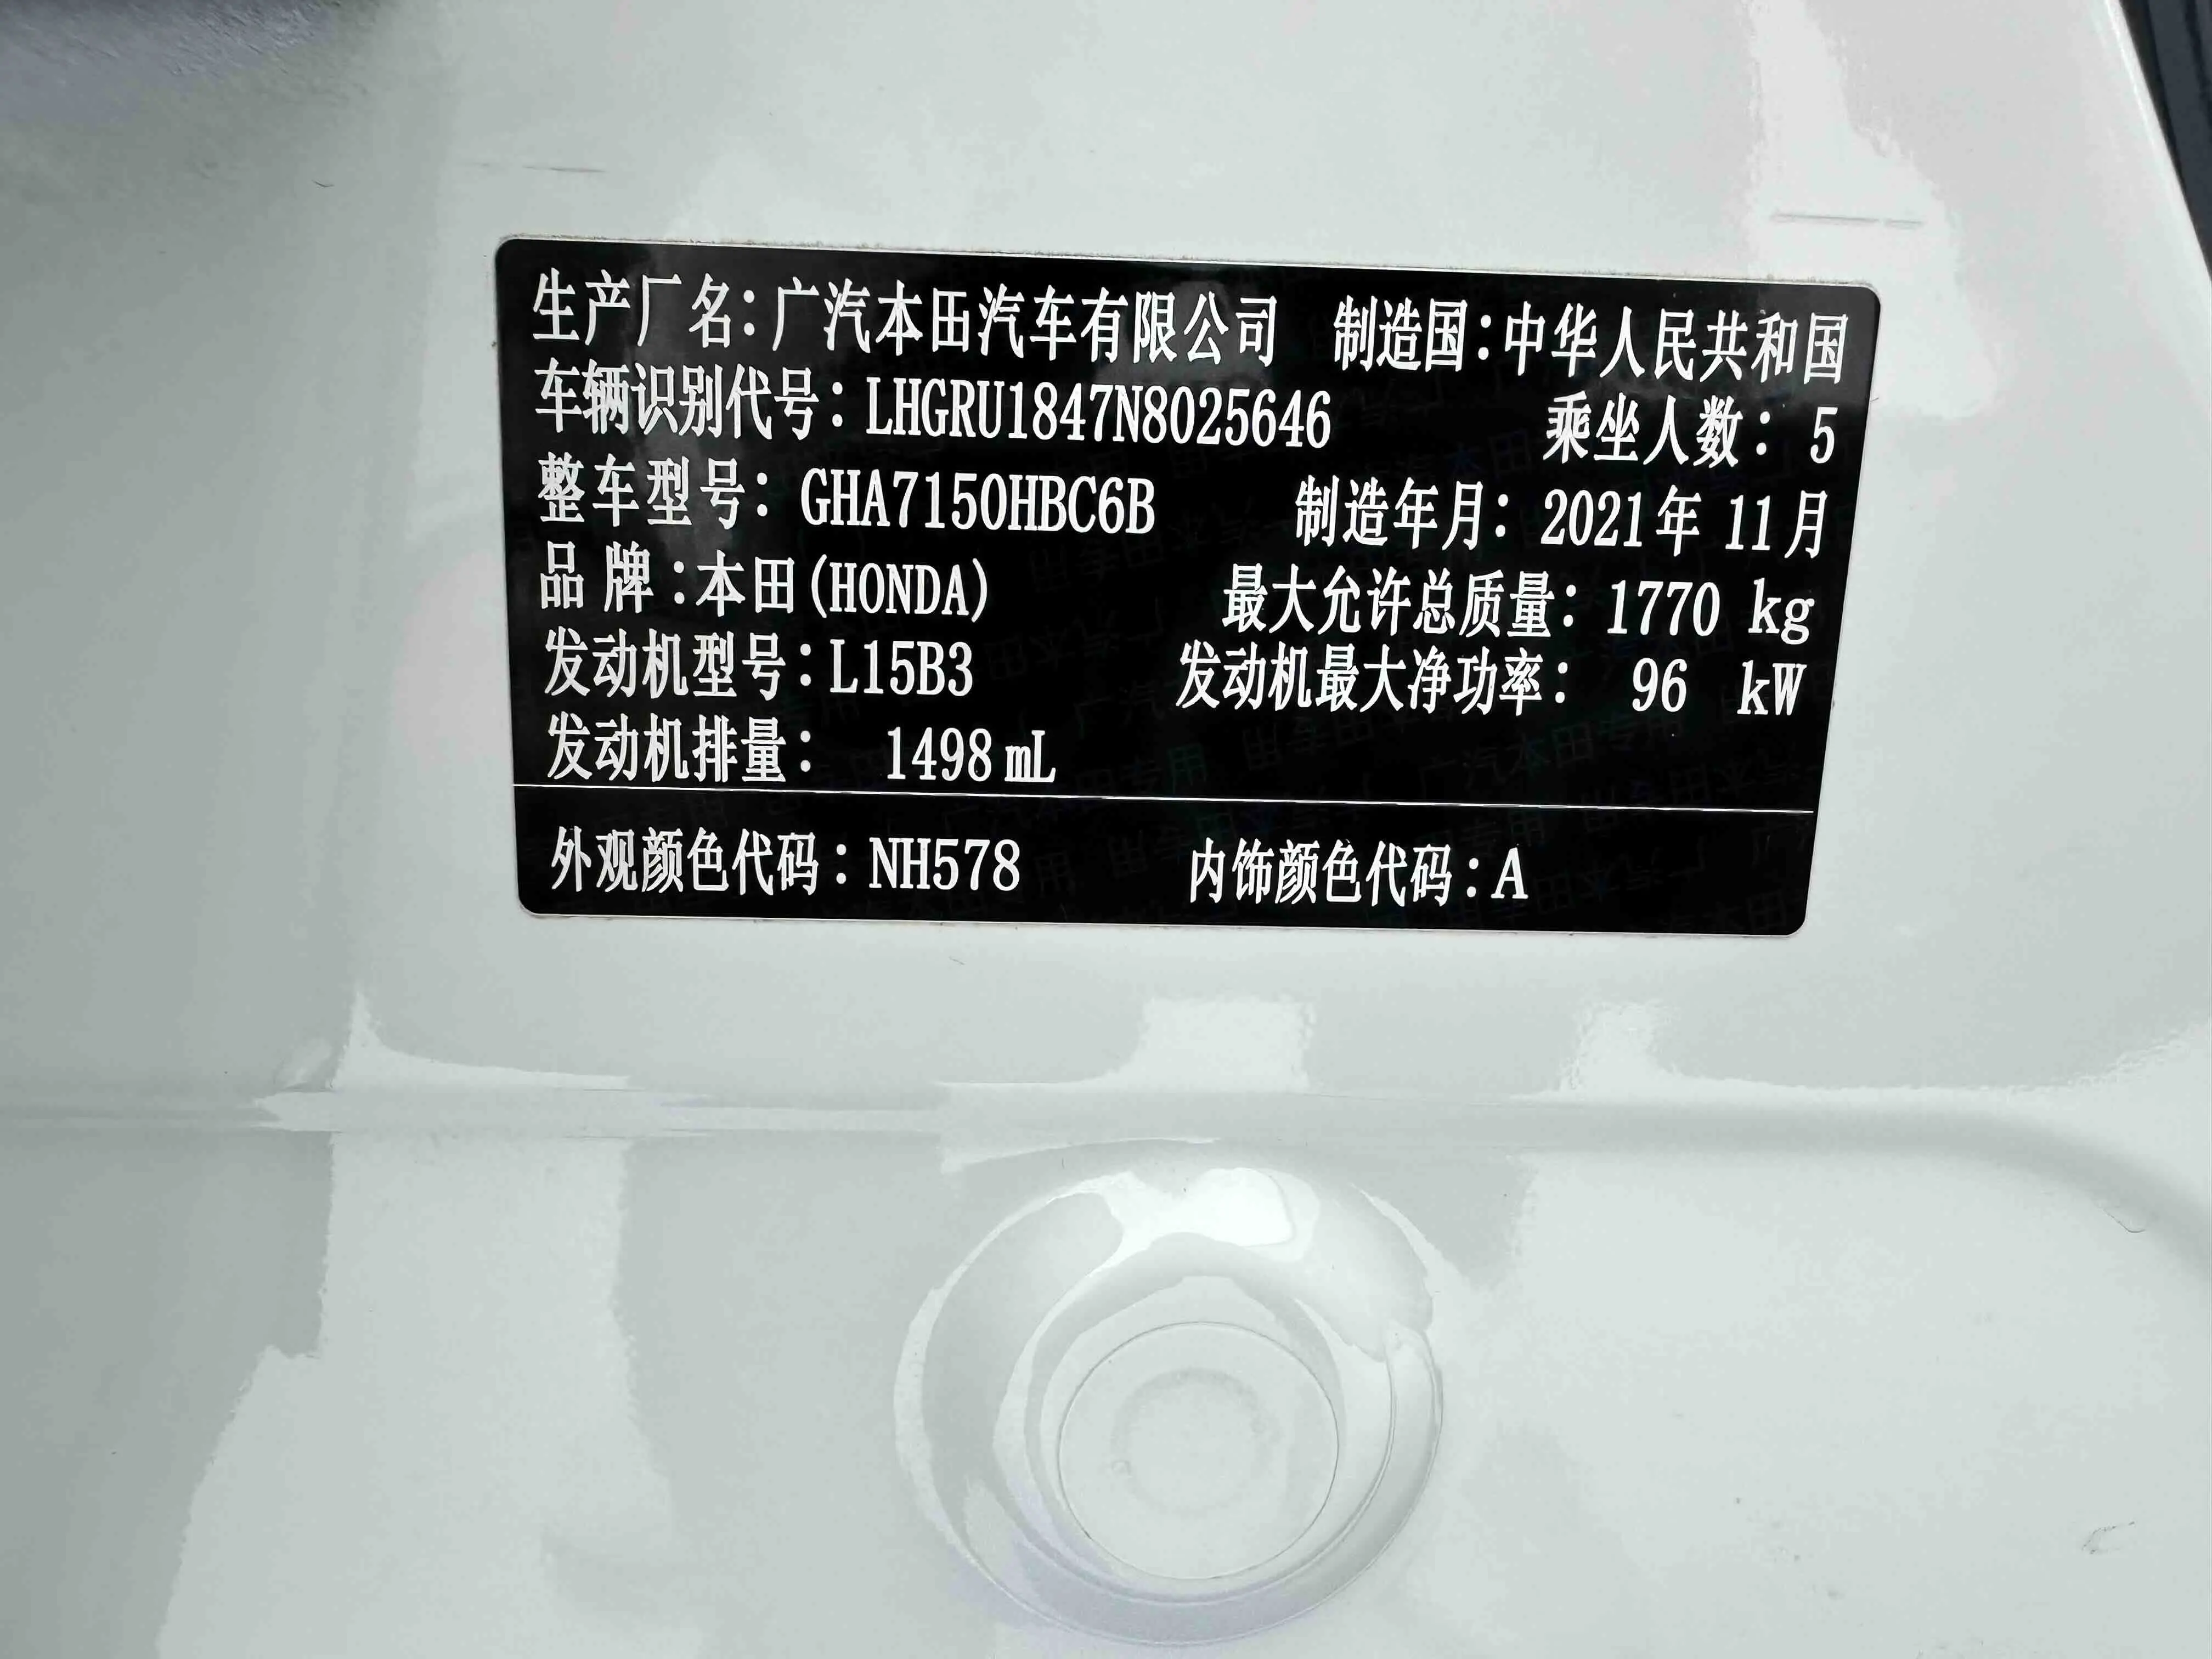 生产厂名:广汽本田汽车有限公司 制造国:中华人民共和国
车辆识别代号:LHGRU1847N8025646 乘坐人数:5
整车型号:GHA7150HBC6B 制造年月:2021年 11月
品 牌:本田(HONDA) 最大允许总质量:1770 kg
发动机型号:L15B3 发动机最大净功率: 96 kW
发动机排量: 1498mL
外观颜色代码:NH578 内饰颜色代码:A